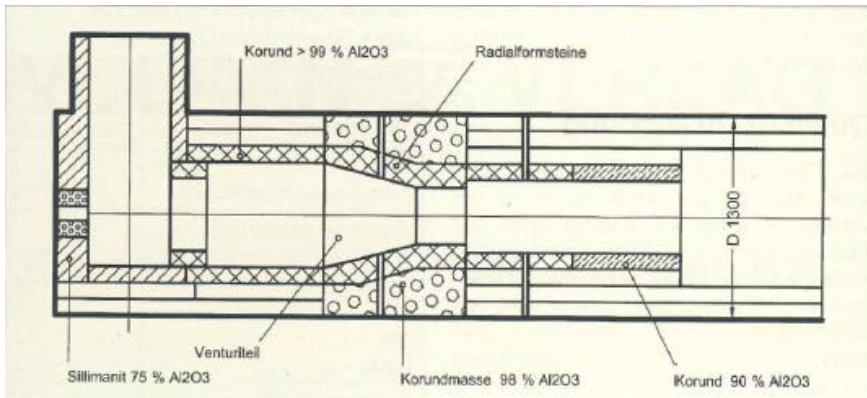 Korund > 99 % Al2O3
Radialformsteine
D 1300
Venturiteil
Sillimanit 75 % Al2O3
Korundmasse 98 % Al2O3
Korund 90 % Al2O3